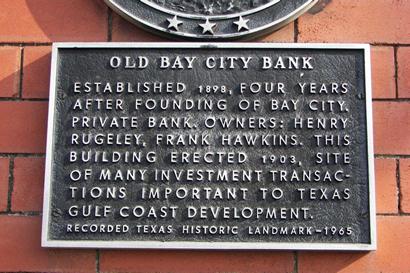 OLD BAY CITY BANK
ESTABLISHED 1898, FOUR YEARS
AFTER FOUNDING OF BAY CITY.
PRIVATE BANK. OWNERS: HENRY
RUGELEY, FRANK HAWKINS. THIS
BUILDING ERECTED 1903, SITE
OF MANY INVESTMENT TRANSAC-
TIONS IMPORTANT TO TEXAS
GULF COAST DEVELOPMENT.
RECORDED TEXAS HISTORIC LANDMARK-1965